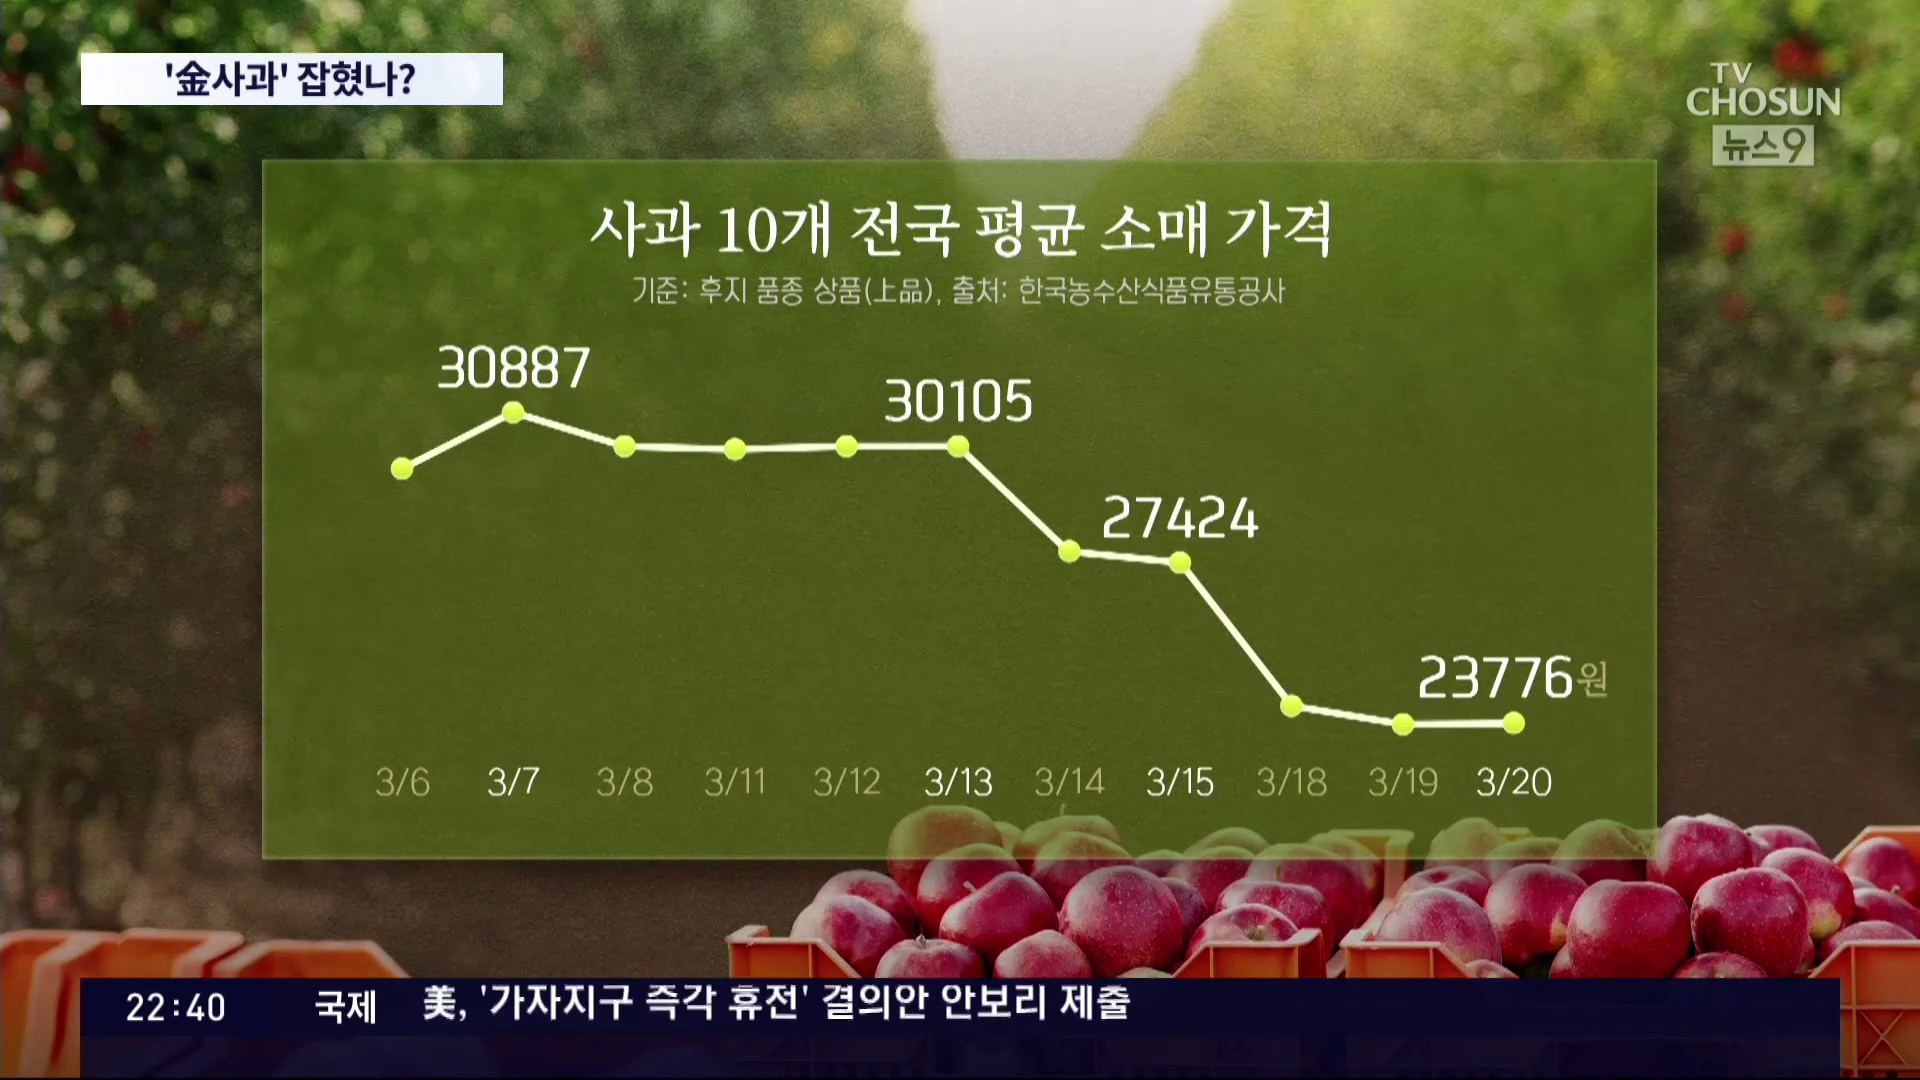 '金사과' 잡혔나?
TV
CHOSUN
뉴스9
사과 10개 전국 평균 소매 가격
기준: 후지 품종 상품(上品), 출처: 한국농수산식품유통공사
30887
30105
27424
23776원
3/6 3/7 3/8 3/11 3/12 3/13 3/14 3/15 3/18 3/19 3/20
22:40 국제 美, '가자지구 즉각 휴전' 결의안 안보리 제출